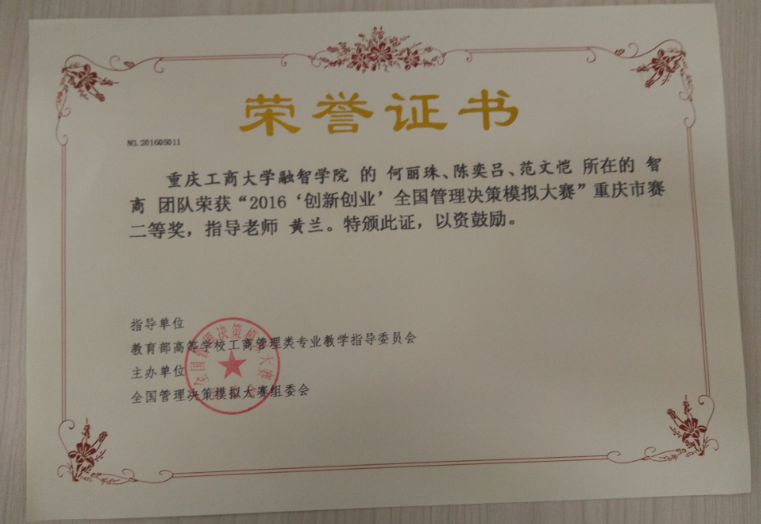 荣誉证书
NO.201605011
重庆工商大学融智学院 的 何丽珠、陈奕吕、范文恺 所在的 智
商 团队荣获“2016‘创新创业’全国管理决策模拟大赛”重庆市赛
二等奖，指导老师 黄兰。特颁此证，以资鼓励。
指导单位
教育部高等学校工商管理类专业教学指导委员会
主办单位
全国管理决策模拟大赛组委会